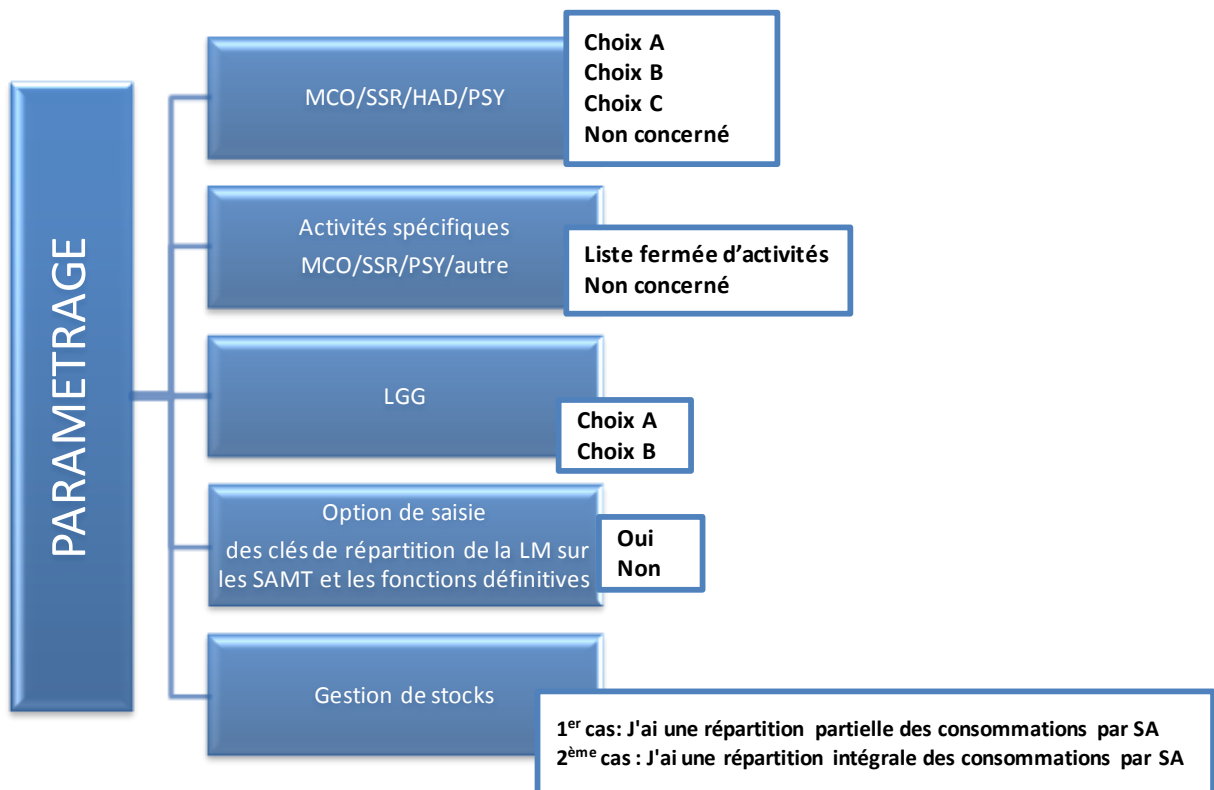 PARAMETRAGE
MCO/SSR/HAD/PSY
Choix A
Choix B
Choix C
Non concerné
Activités spécifiques
MCO/SSR/PSY/autre
Liste fermée d’activités
Non concerné
LGG
Choix A
Choix B
Option de saisie
des clés de répartition de la LM sur
les SAMT et les fonctions définitives
Oui
Non
Gestion de stocks
1er cas: J'ai une répartition partielle des consommations par SA
2ème cas : J'ai une répartition intégrale des consommations par SA